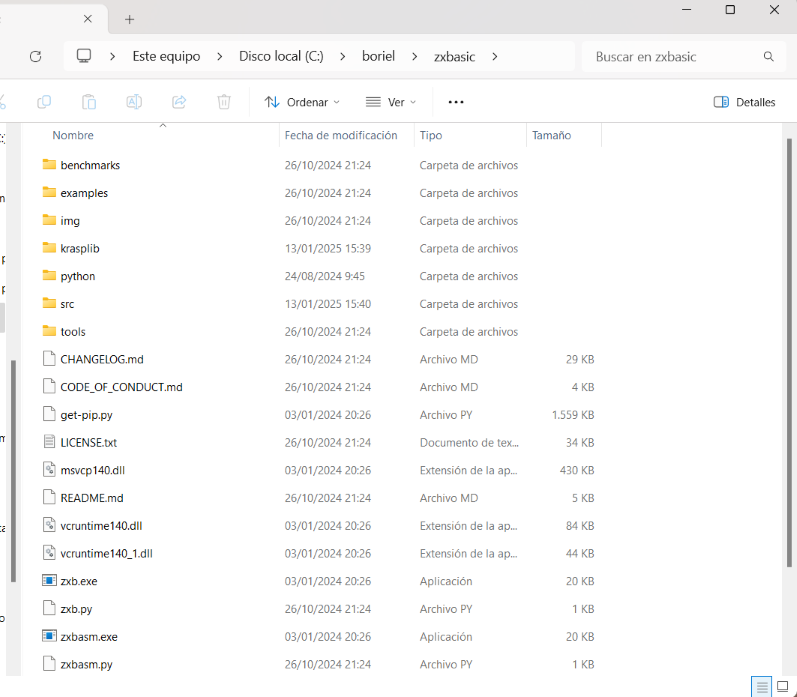 Este equipo > Disco local (C:) > boriel > zxbasic >
Buscar en zxbasic
Ordenar
Ver
Detalles
Nombre Fecha de modificación Tipo Tamaño
benchmarks 26/10/2024 21:24 Carpeta de archivos
examples 26/10/2024 21:24 Carpeta de archivos
img 26/10/2024 21:24 Carpeta de archivos
krasplib 13/01/2025 15:39 Carpeta de archivos
python 24/08/2024 9:45 Carpeta de archivos
src 13/01/2025 15:40 Carpeta de archivos
tools 26/10/2024 21:24 Carpeta de archivos
CHANGELOG.md 26/10/2024 21:24 Archivo MD 29 KB
CODE_OF_CONDUCT.md 26/10/2024 21:24 Archivo MD 4 KB
get-pip.py 03/01/2024 20:26 Archivo PY 1.559 KB
LICENSE.txt 26/10/2024 21:24 Documento de tex... 34 KB
msvcp140.dll 03/01/2024 20:26 Extensión de la ap... 430 KB
README.md 26/10/2024 21:24 Archivo MD 5 KB
vcruntime140.dll 03/01/2024 20:26 Extensión de la ap... 84 KB
vcruntime140_1.dll 03/01/2024 20:26 Extensión de la ap... 44 KB
zxb.exe 03/01/2024 20:26 Aplicación 20 KB
zxb.py 26/10/2024 21:24 Archivo PY 1 KB
zxbasm.exe 03/01/2024 20:26 Aplicación 20 KB
zxbasm.py 26/10/2024 21:24 Archivo PY 1 KB